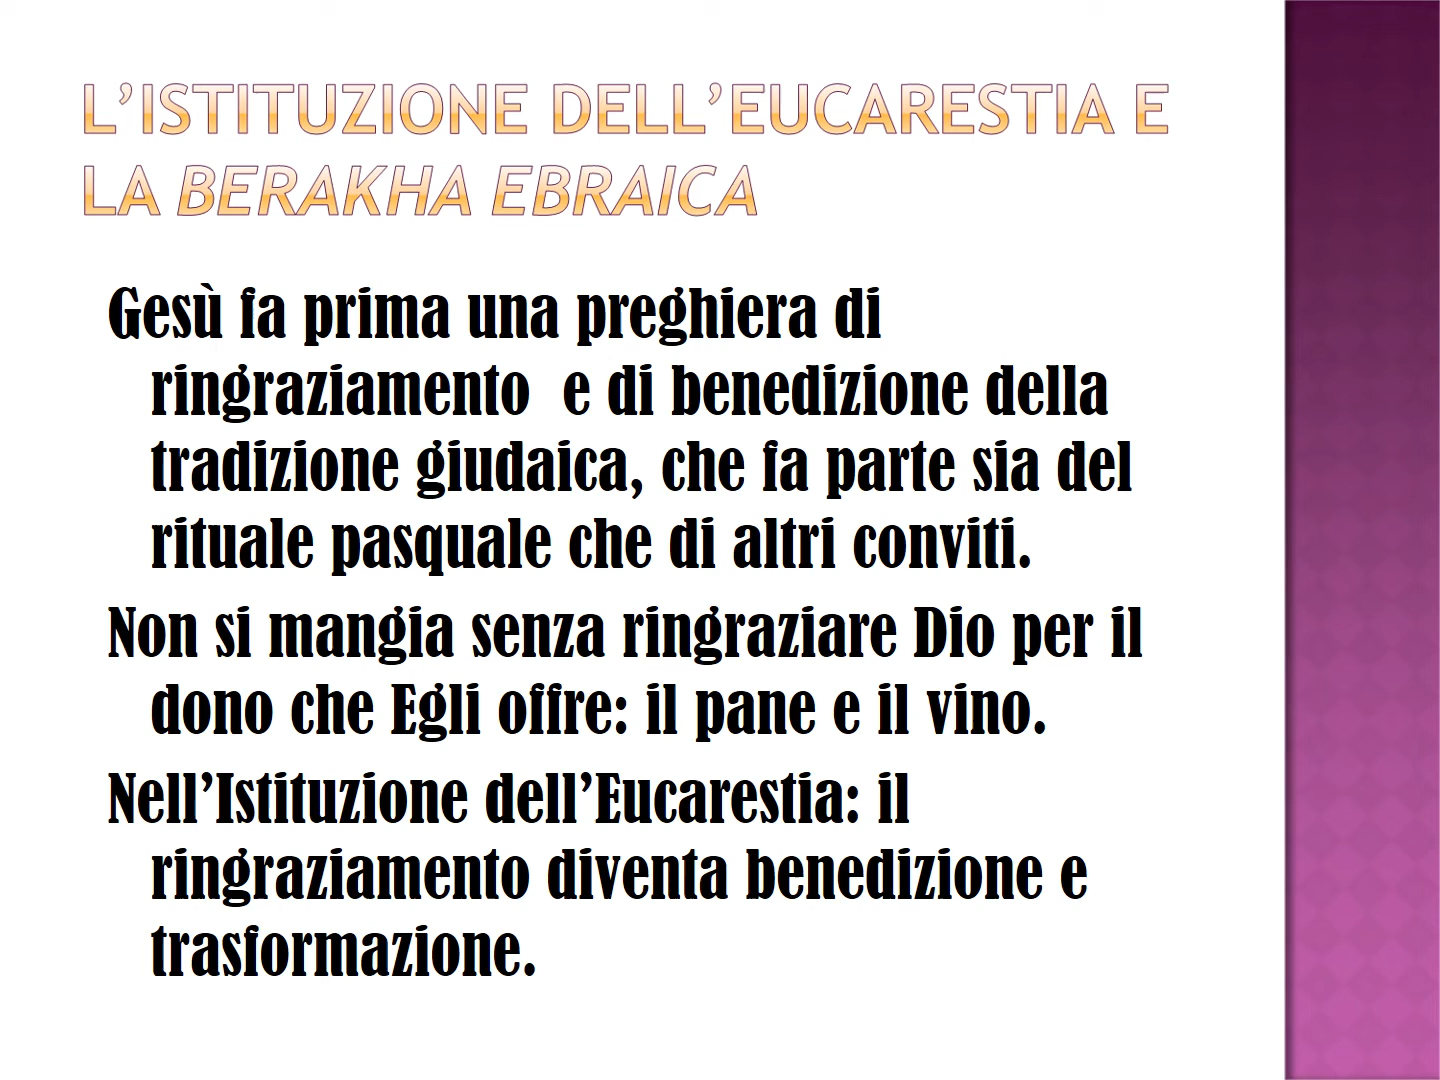 L’ISTITUZIONE DELL’EUCARESTIA E
LA BERAKHA EBRAICA
Gesù fa prima una preghiera di
ringraziamento  e di benedizione della
tradizione giudaica, che fa parte sia del
rituale pasquale che di altri conviti.
Non si mangia senza ringraziare Dio per il
dono che Egli offre: il pane e il vino.
Nell’Istituzione dell’Eucarestia: il
ringraziamento diventa benedizione e
trasformazione.